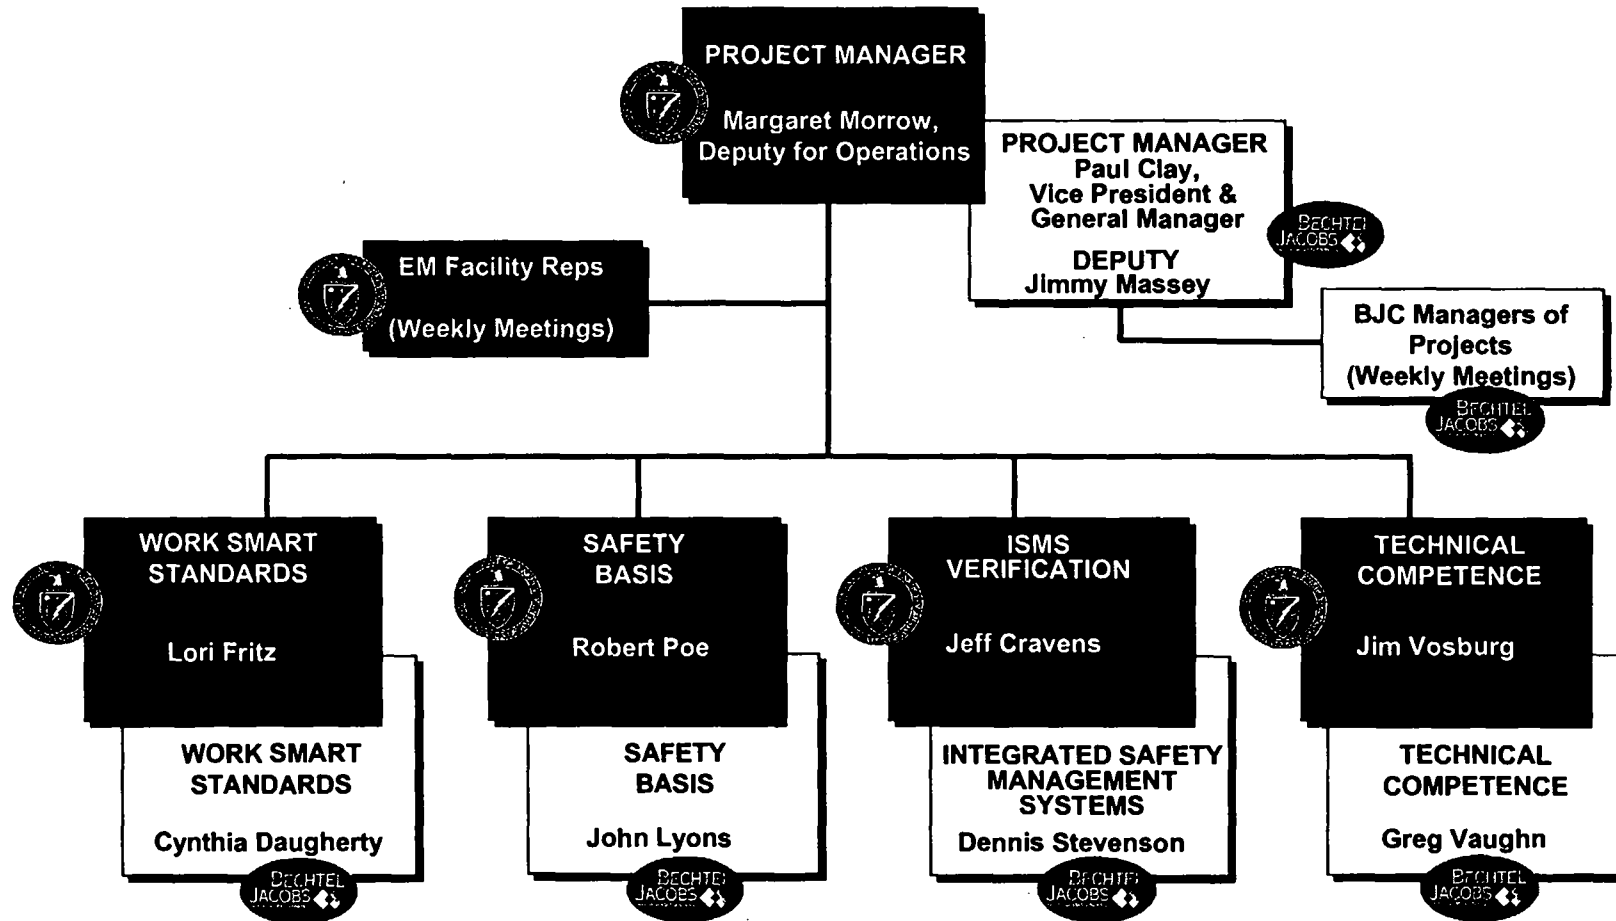 PROJECT MANAGER
Margaret Morrow,
Deputy for Operations
PROJECT MANAGER
Paul Clay,
Vice President &
General Manager
DEPUTY
Jimmy Massey
BECHTEL
JACOBS
EM Facility Reps
(Weekly Meetings)
BJC Managers of
Projects
(Weekly Meetings)
BECHTEL
JACOBS
WORK SMART
STANDARDS
Lori Fritz
WORK SMART
STANDARDS
Cynthia Daugherty
BECHTEL
JACOBS
SAFETY
BASIS
Robert Poe
SAFETY
BASIS
John Lyons
BECHTEL
JACOBS
ISMS
VERIFICATION
Jeff Cravens
INTEGRATED SAFETY
MANAGEMENT
SYSTEMS
Dennis Stevenson
BECHTEL
JACOBS
TECHNICAL
COMPETENCE
Jim Vosburg
TECHNICAL
COMPETENCE
Greg Vaughn
BECHTEL
JACOBS